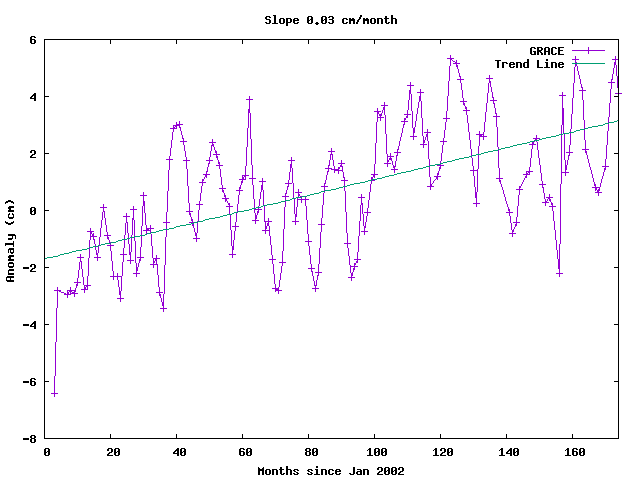 Slope 0.03 cm/month
GRACE
Trend Line
6
4
2
0
-2
-4
-6
-8
Anomaly (cm)
0 20 40 60 80 100 120 140 160
Months since Jan 2002